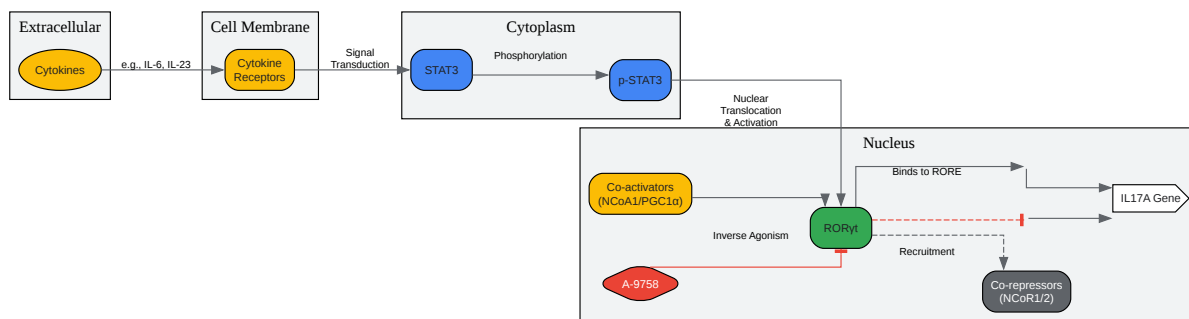 Extracellular
Cytokines
e.g., IL-6, IL-23
Cell Membrane
Cytokine
Receptors
Signal
Transduction
Cytoplasm
STAT3
Phosphorylation
p-STAT3
Nuclear
Translocation
& Activation
Nucleus
Co-activators
(NCoA1/PGC1α)
Binds to RORE
IL17A Gene
RORγt
Inverse Agonism
Recruitment
A-9758
Co-repressors
(NCoR1/2)